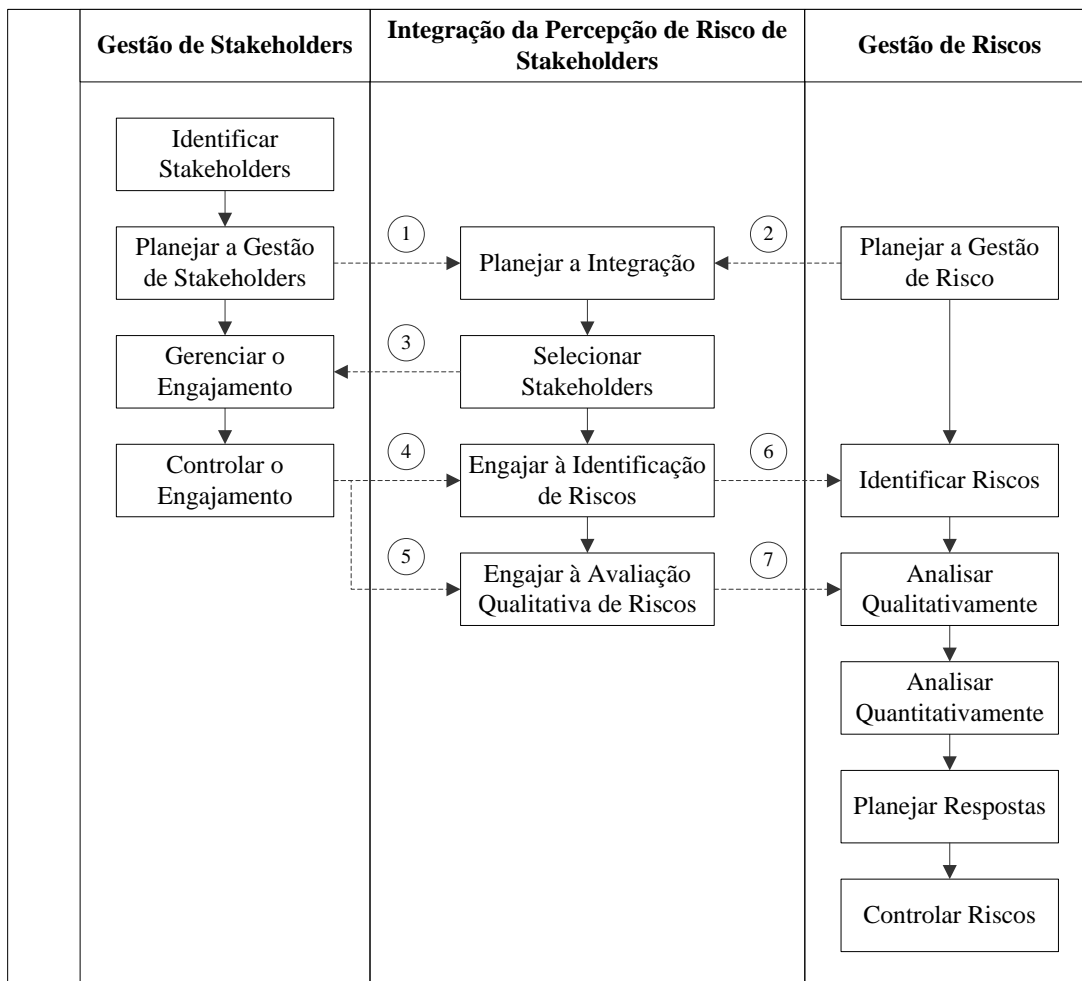 Gestão de Stakeholders
Integração da Percepção de Risco de
Stakeholders
Gestão de Riscos
Identificar
Stakeholders
Planejar a Gestão
de Stakeholders
1
Planejar a Integração
2
Planejar a Gestão
de Risco
Gerenciar o
Engajamento
3
Selecionar
Stakeholders
Controlar o
Engajamento
4
Engajar à Identificação
de Riscos
6
Identificar Riscos
5
Engajar à Avaliação
Qualitativa de Riscos
7
Analisar
Qualitativamente
Analisar
Quantitativamente
Planejar Respostas
Controlar Riscos